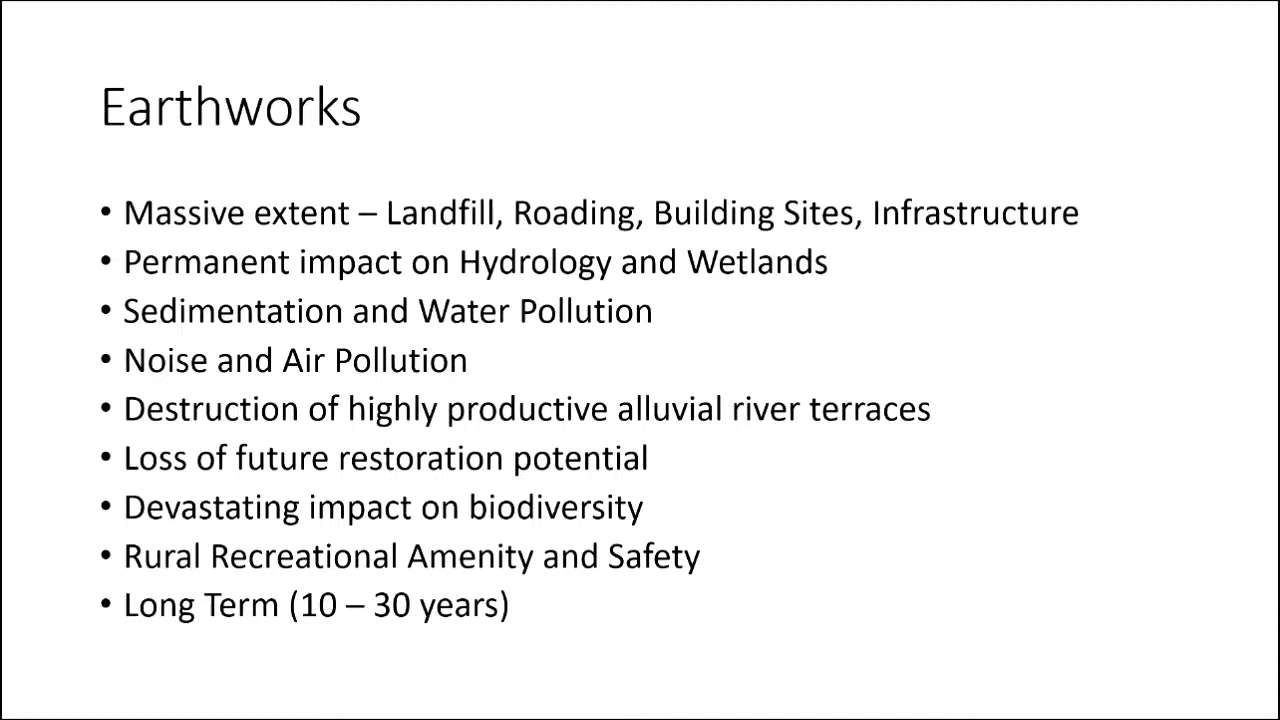 Earthworks
• Massive extent – Landfill, Roading, Building Sites, Infrastructure
• Permanent impact on Hydrology and Wetlands
• Sedimentation and Water Pollution
• Noise and Air Pollution
• Destruction of highly productive alluvial river terraces
• Loss of future restoration potential
• Devastating impact on biodiversity
• Rural Recreational Amenity and Safety
• Long Term (10 – 30 years)